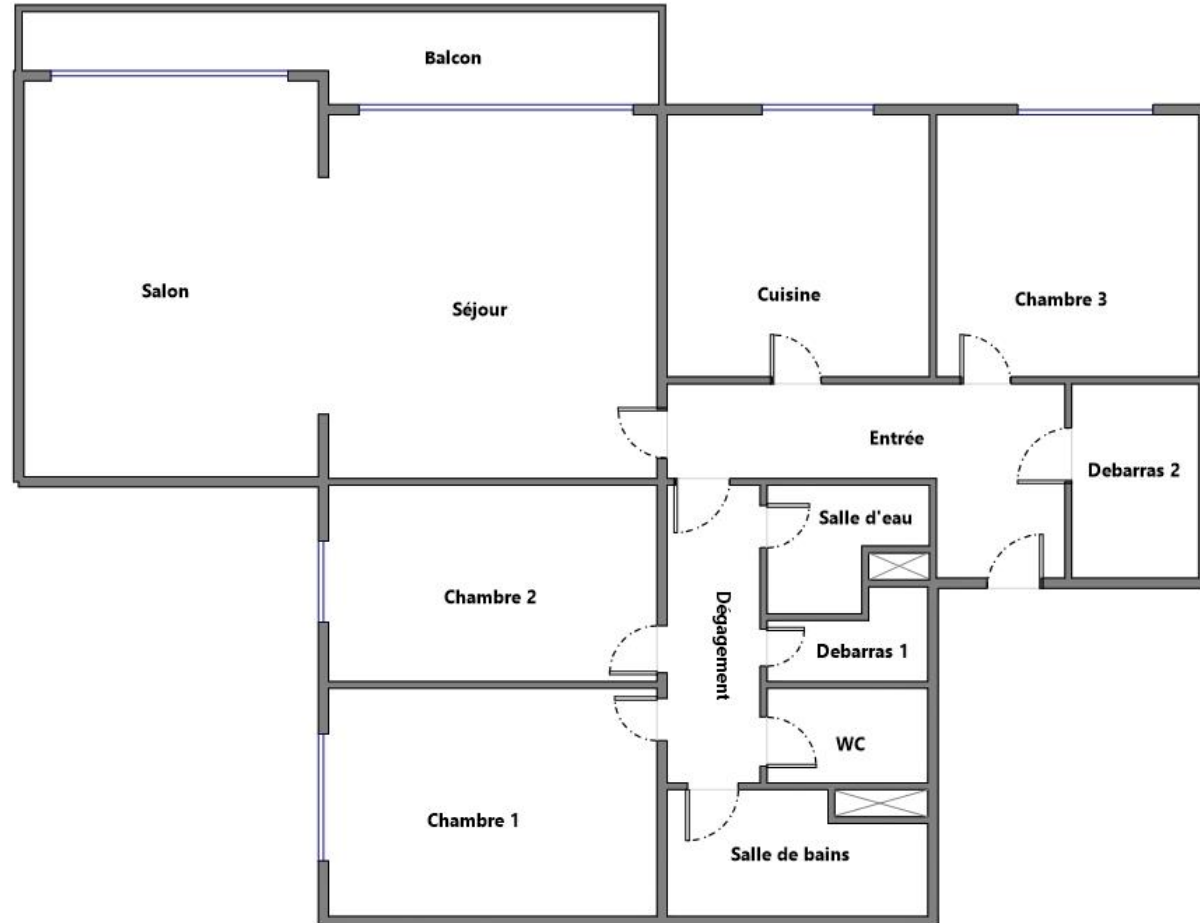 Balcon
Salon
Séjour
Cuisine
Chambre 3
Entrée
Debarras 2
Salle d'eau
Chambre 2
Dégagement
Debarras 1
WC
Chambre 1
Salle de bains